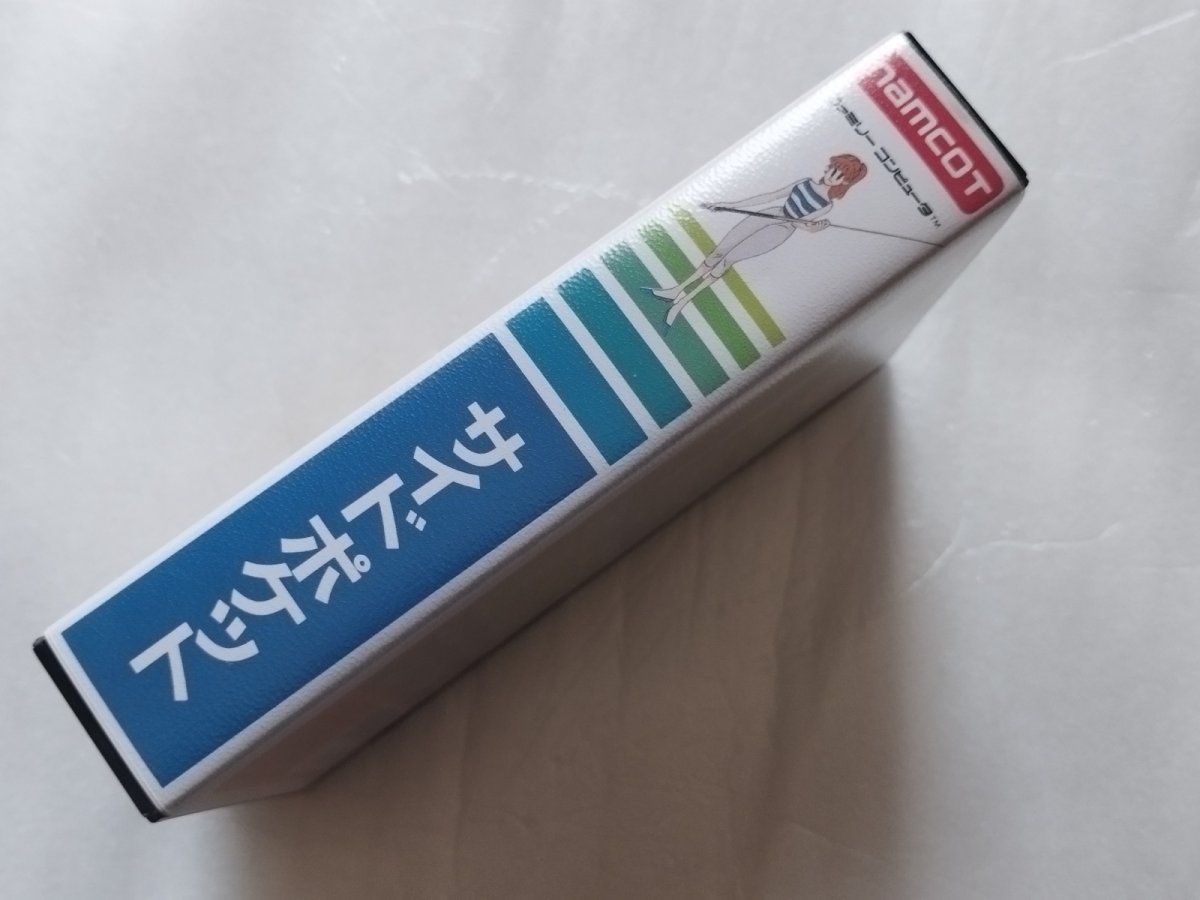 namcot
ファミリー コンピュータ™
サイドポケット